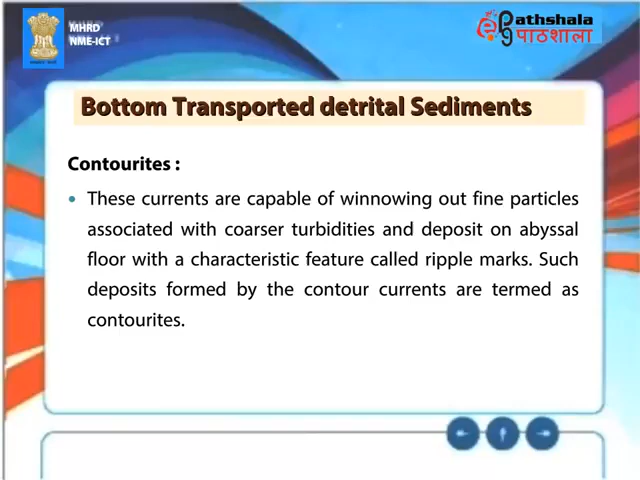 MHRD
NME-ICT
ePathshala
पाठशाला
Bottom Transported detrital Sediments
Contourites :
• These currents are capable of winnowing out fine particles
associated with coarser turbidities and deposit on abyssal
floor with a characteristic feature called ripple marks. Such
deposits formed by the contour currents are termed as
contourites.